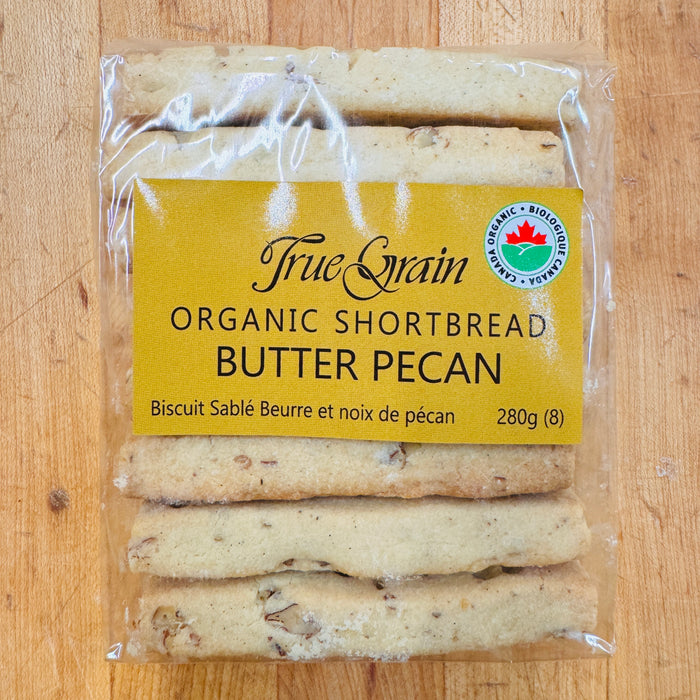 True Grain
CANADA ORGANIC • BIOLOGIQUE CANADA •
ORGANIC SHORTBREAD
BUTTER PECAN
Biscuit Sablé Beurre et noix de pécan 280g (8)